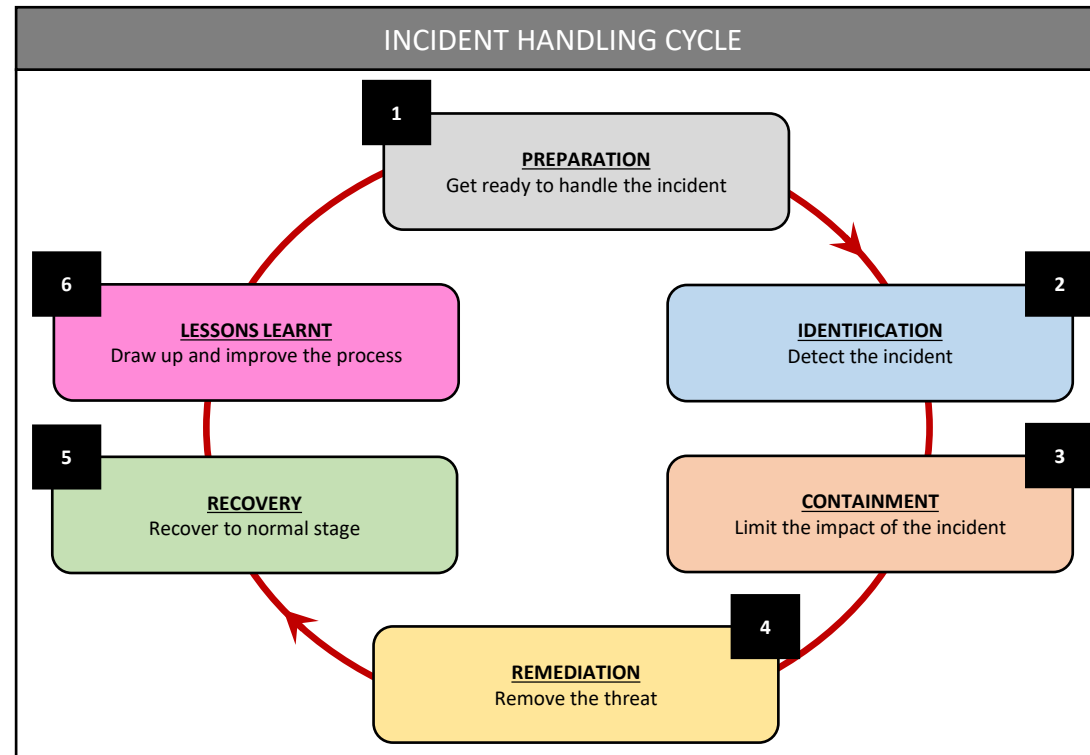 INCIDENT HANDLING CYCLE
1
PREPARATION
Get ready to handle the incident
2
IDENTIFICATION
Detect the incident
3
CONTAINMENT
Limit the impact of the incident
4
REMEDIATION
Remove the threat
5
RECOVERY
Recover to normal stage
6
LESSONS LEARNT
Draw up and improve the process